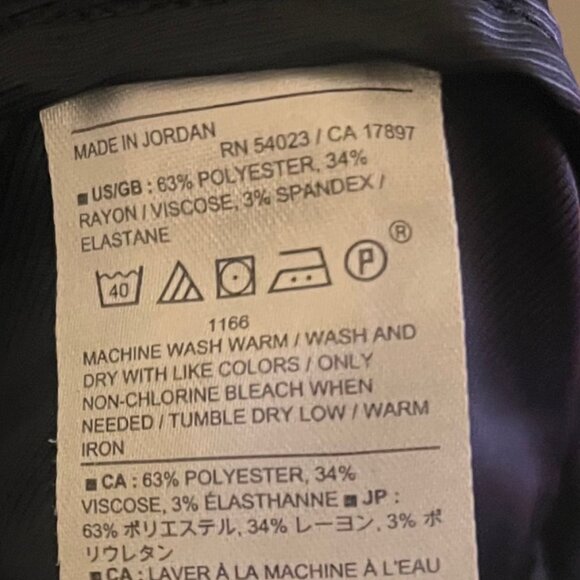 MADE IN JORDAN
RN 54023 / CA 17897
■ US/GB : 63% POLYESTER, 34%
RAYON / VISCOSE, 3% SPANDEX /
ELASTANE
40
P
®
1166
MACHINE WASH WARM / WASH AND
DRY WITH LIKE COLORS / ONLY
NON-CHLORINE BLEACH WHEN
NEEDED / TUMBLE DRY LOW / WARM
IRON
■ CA : 63% POLYESTER, 34%
VISCOSE, 3% ÉLASTHANNE ■ JP :
63% ポリエステル, 34% レーヨン, 3% ポ
リウレタン
■ CA : LAVER À LA MACHINE À L'EAU